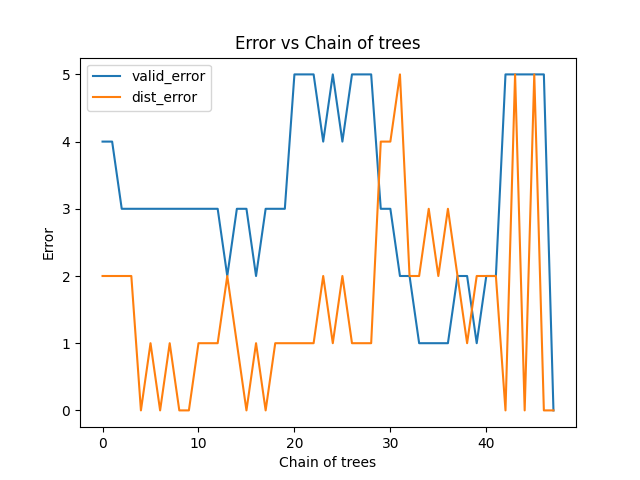 Error vs Chain of trees
valid_error
dist_error
5
4
3
2
1
0
Error
0 10 20 30 40
Chain of trees